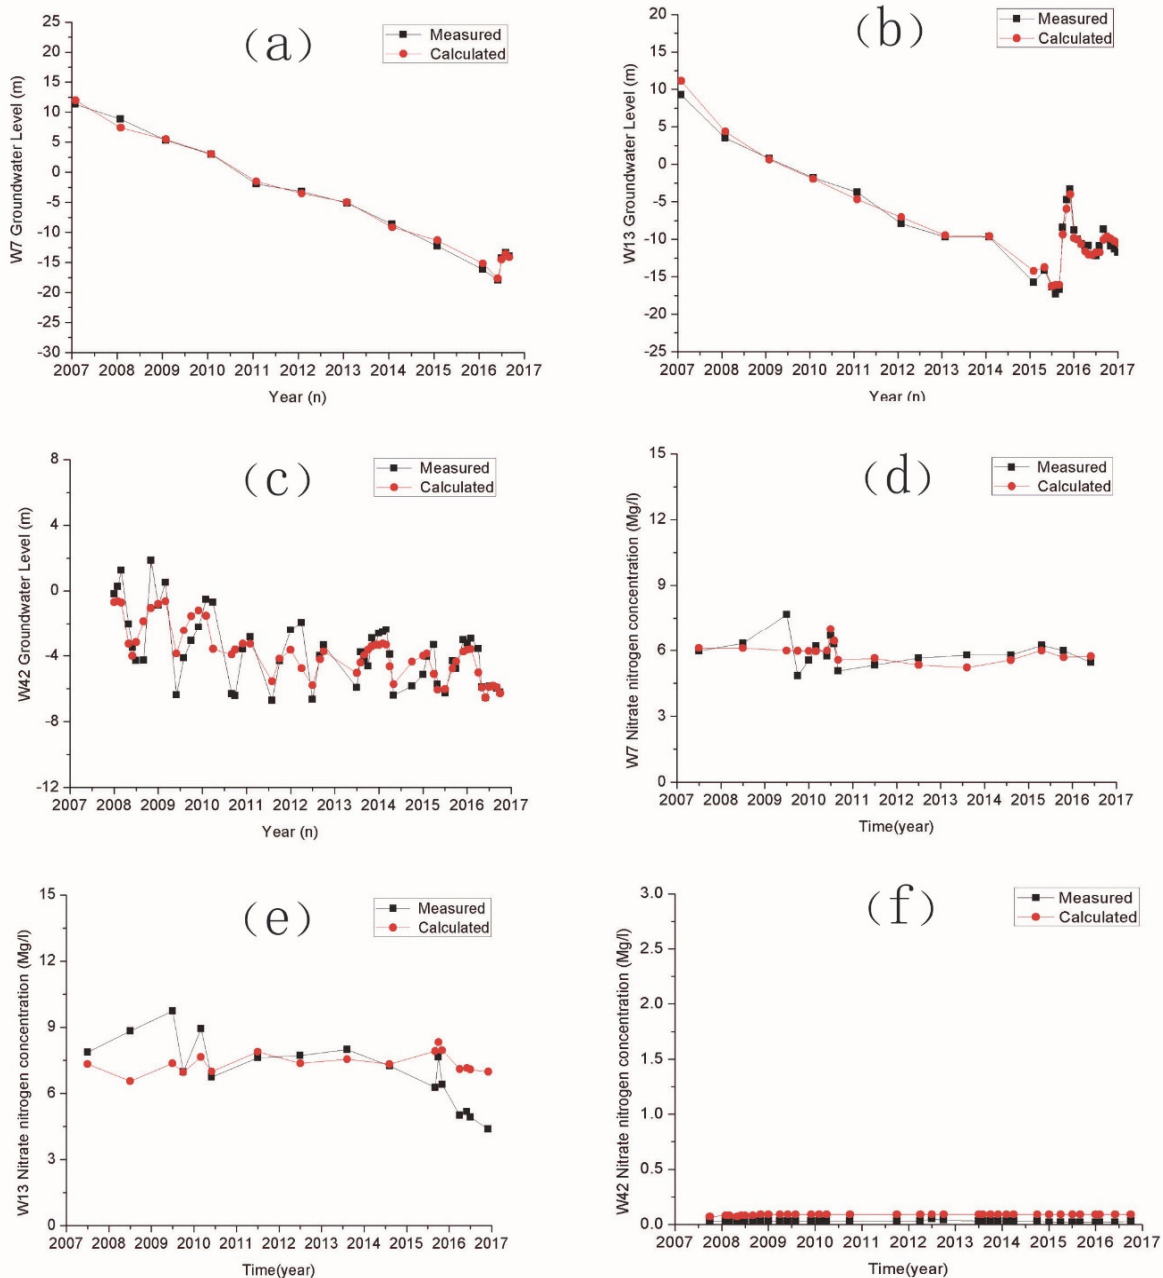 (a)
Measured
Calculated
W7 Groundwater Level (m)
25
20
15
10
5
0
-5
-10
-15
-20
-25
-30
2007 2008 2009 2010 2011 2012 2013 2014 2015 2016 2017
Year (n)
(b)
Measured
Calculated
W13 Groundwater Level (m)
20
15
10
5
0
-5
-10
-15
-20
-25
2007 2008 2009 2010 2011 2012 2013 2014 2015 2016 2017
Year (n)
(c)
Measured
Calculated
W42 Groundwater Level (m)
8
4
0
-4
-8
-12
2007 2008 2009 2010 2011 2012 2013 2014 2015 2016 2017
Year (n)
(d)
Measured
Calculated
W7 Nitrate nitrogen concentration (Mg/l)
15
12
9
6
3
0
2007 2008 2009 2010 2011 2012 2013 2014 2015 2016 2017
Time(year)
(e)
Measured
Calculated
W13 Nitrate nitrogen concentration (Mg/l)
15
12
9
6
3
0
2007 2008 2009 2010 2011 2012 2013 2014 2015 2016 2017
Time(year)
(f)
Measured
Calculated
W42 Nitrate nitrogen concentration (Mg/l)
3.0
2.5
2.0
1.5
1.0
0.5
0.0
2007 2008 2009 2010 2011 2012 2013 2014 2015 2016 2017
Time(year)